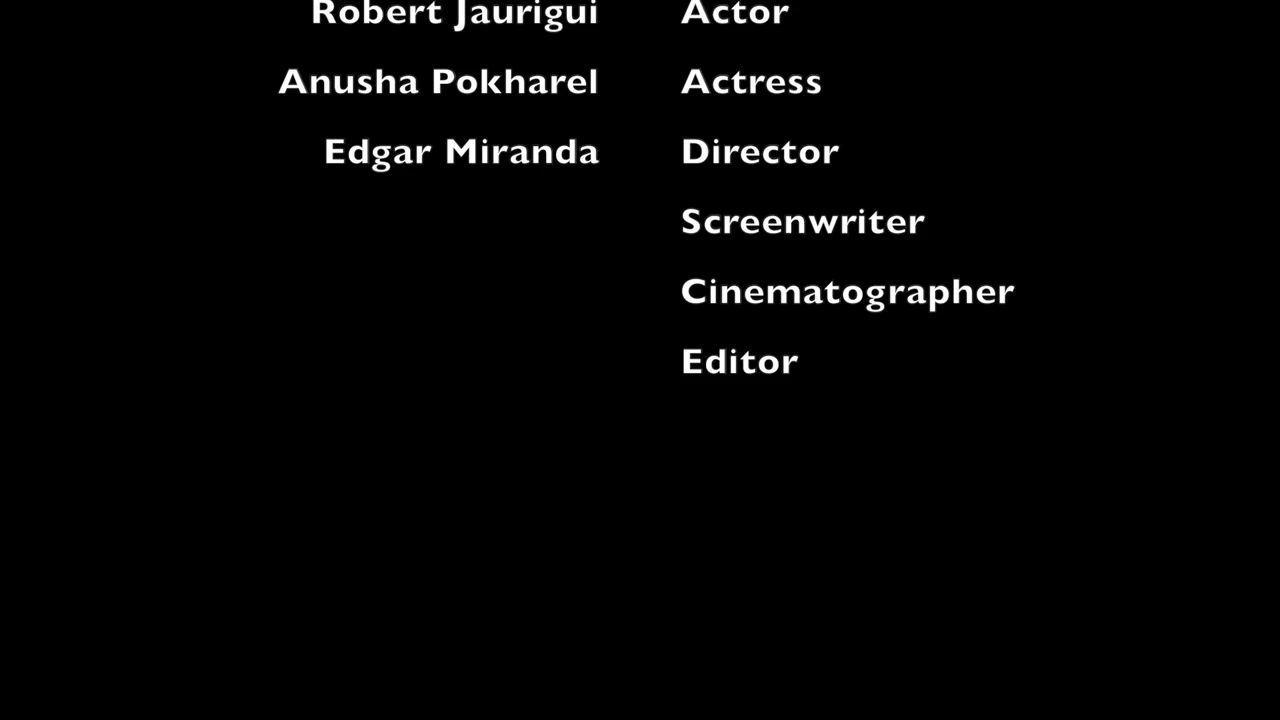 Robert Jaurigui Actor
Anusha Pokharel Actress
Edgar Miranda Director
Screenwriter
Cinematographer
Editor